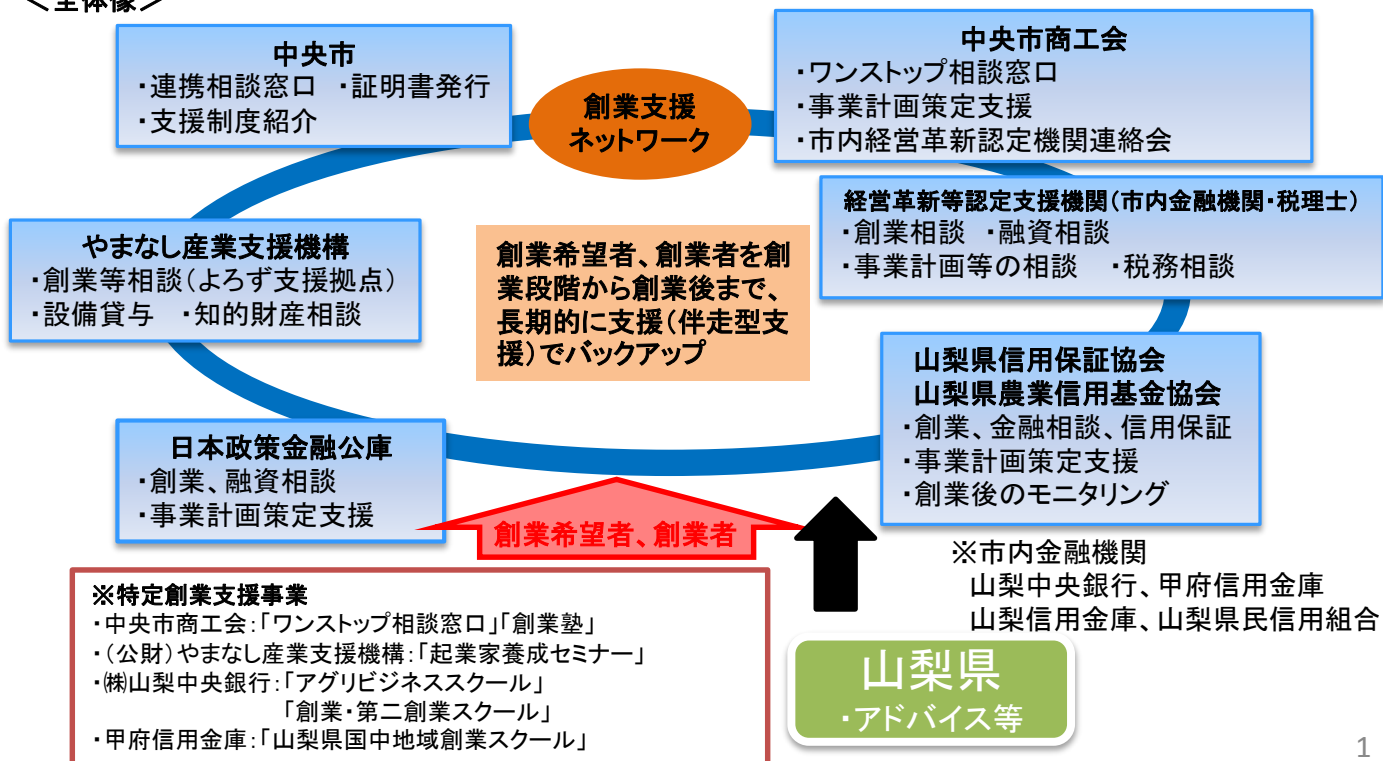 <全体像>
中央市
・連携相談窓口 ・証明書発行
・支援制度紹介
創業支援
ネットワーク
中央市商工会
・ワンストップ相談窓口
・事業計画策定支援
・市内経営革新認定機関連絡会
経営革新等認定支援機関(市内金融機関・税理士)
・創業相談 ・融資相談
・事業計画等の相談 ・税務相談
やまなし産業支援機構
・創業等相談(よろず支援拠点)
・設備貸与 ・知的財産相談
創業希望者、創業者を創
業段階から創業後まで、
長期的に支援(伴走型支
援)でバックアップ
山梨県信用保証協会
山梨県農業信用基金協会
・創業、金融相談、信用保証
・事業計画策定支援
・創業後のモニタリング
日本政策金融公庫
・創業、融資相談
・事業計画策定支援
創業希望者、創業者
※市内金融機関
山梨中央銀行、甲府信用金庫
山梨信用金庫、山梨県民信用組合
※特定創業支援事業
・中央市商工会:「ワンストップ相談窓口」「創業塾」
・(公財)やまなし産業支援機構:「起業家養成セミナー」
・㈱山梨中央銀行:「アグリビジネススクール」
「創業・第二創業スクール」
・甲府信用金庫:「山梨県国中地域創業スクール」
山梨県
・アドバイス等
1